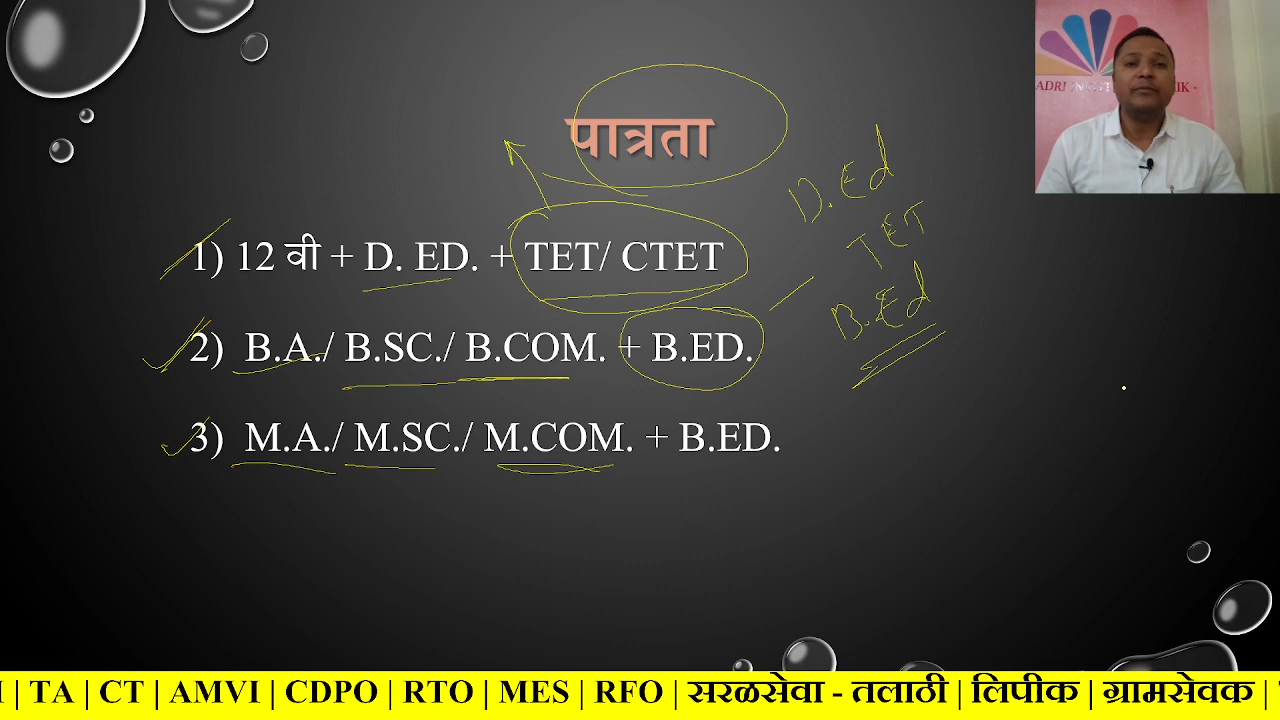 पात्रता
1) 12 वी + D. ED. + TET/ CTET
2) B.A./ B.SC./ B.COM. + B.ED.
3) M.A./ M.SC./ M.COM. + B.ED.
D.Ed
TET
B.Ed
| TA | CT | AMVI | CDPO | RTO | MES | RFO | सरळसेवा - तलाठी | लिपीक | ग्रामसेवक |